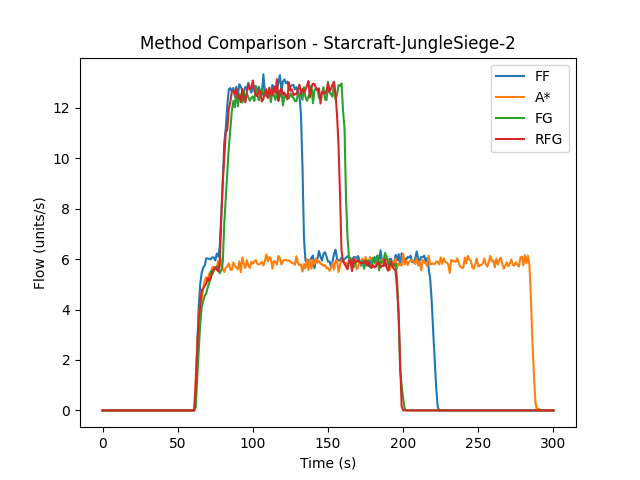 Method Comparison - Starcraft-JungleSiege-2
FF
A*
FG
RFG
12
10
8
6
4
2
0
Flow (units/s)
0 50 100 150 200 250 300
Time (s)